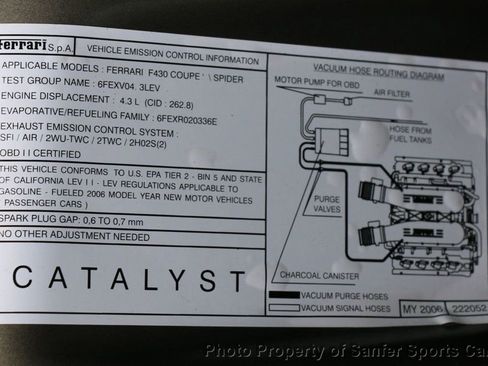 Ferrari S.p.A.
VEHICLE EMISSION CONTROL INFORMATION
APPLICABLE MODELS : FERRARI F430 COUPE' \ SPIDER
TEST GROUP NAME : 6FEXV04. 3LEV
ENGINE DISPLACEMENT : 4.3 L (CID : 262.8)
EVAPORATIVE/REFUELING FAMILY : 6FEXR020336E
EXHAUST EMISSION CONTROL SYSTEM :
SFI / AIR / 2WU-TWC / 2TWC / 2HO2S(2)
OBD II CERTIFIED
THIS VEHICLE CONFORMS TO U.S. EPA TIER 2 - BIN 5 AND STATE
OF CALIFORNIA LEV II - LEV REGULATIONS APPLICABLE TO
GASOLINE - FUELED 2006 MODEL YEAR NEW MOTOR VEHICLES
( PASSENGER CARS )
SPARK PLUG GAP: 0,6 TO 0,7 mm
NO OTHER ADJUSTMENT NEEDED
CATALYST
VACUUM HOSE ROUTING DIAGRAM
MOTOR PUMP FOR OBD
AIR FILTER
HOSE FROM
FUEL TANKS
PURGE
VALVES
CHARCOAL CANISTER
VACUUM PURGE HOSES
VACUUM SIGNAL HOSES
MY 2006
222052
Photo Property of Sanfer Sports Ca